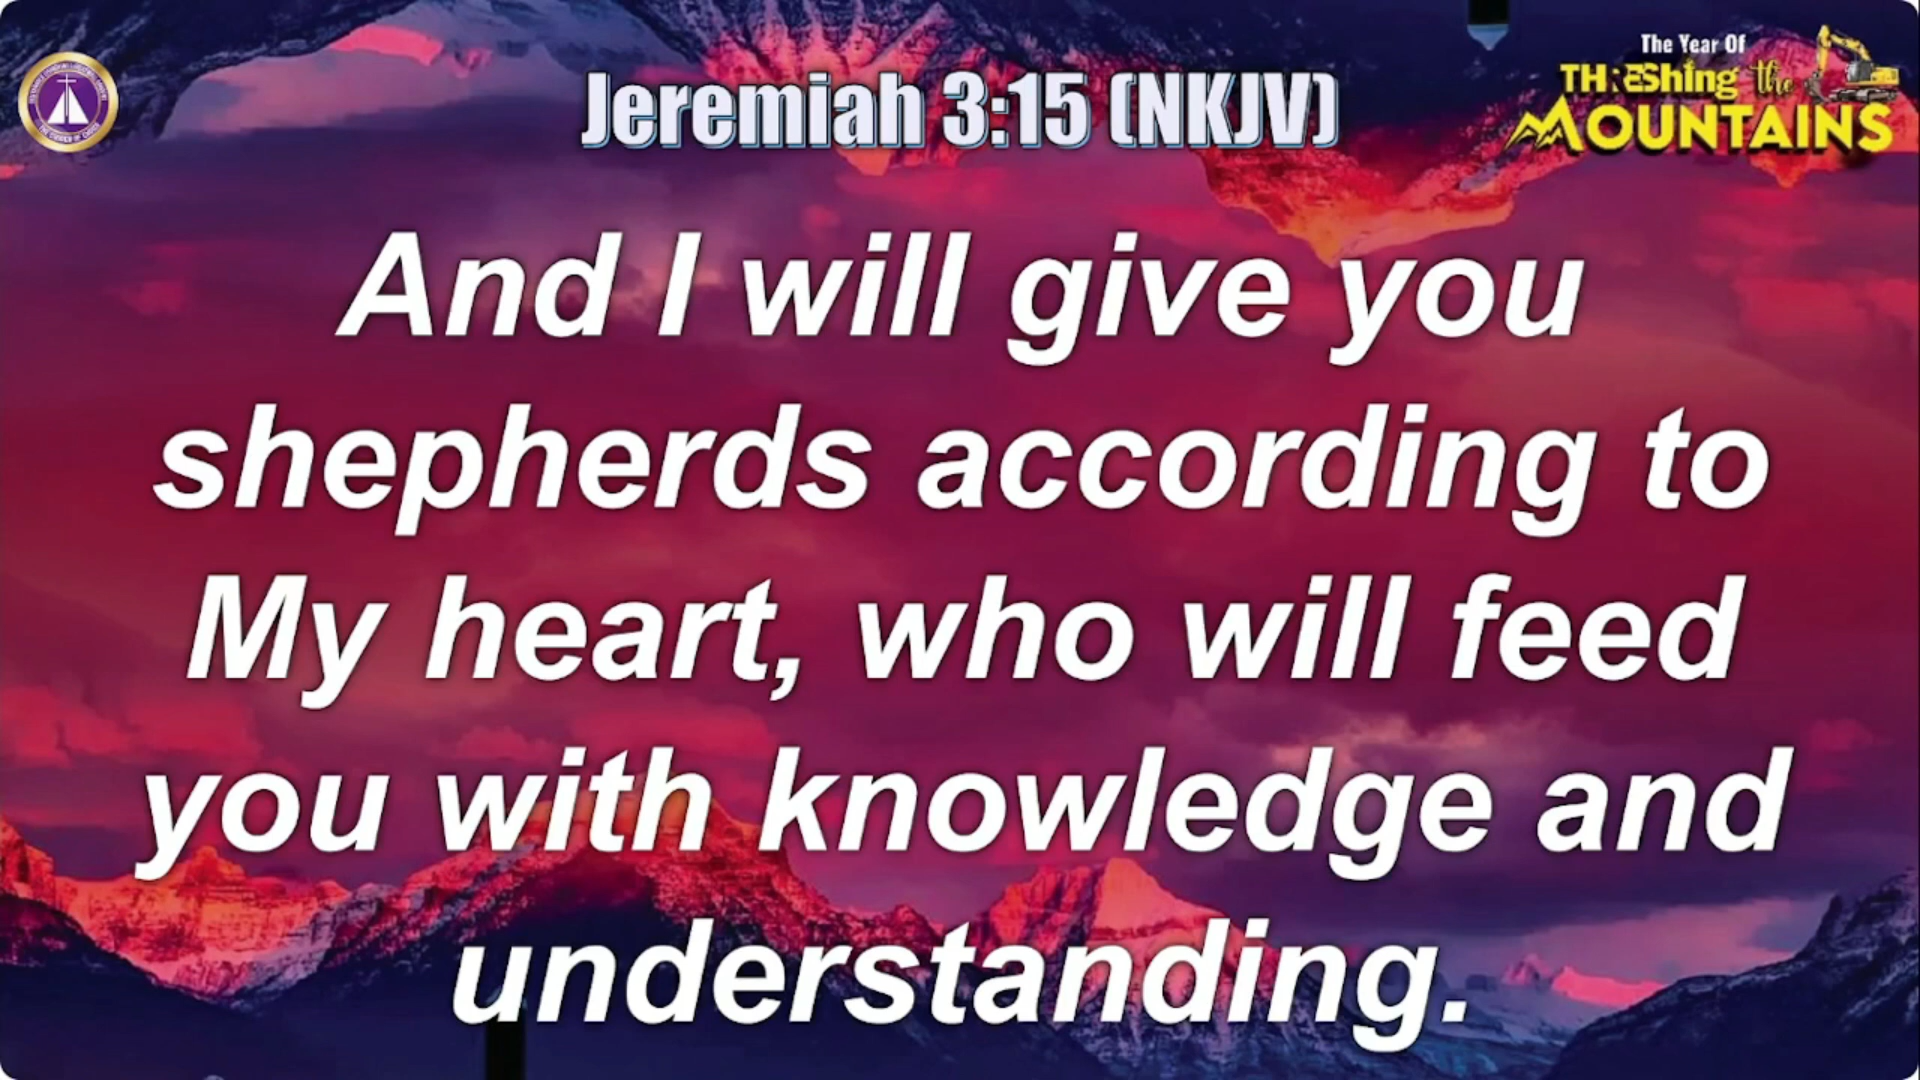 Jeremiah 3:15 (NKJV)
The Year Of
THREShing the
MOUNTAINS
And I will give you
shepherds according to
My heart, who will feed
you with knowledge and
understanding.